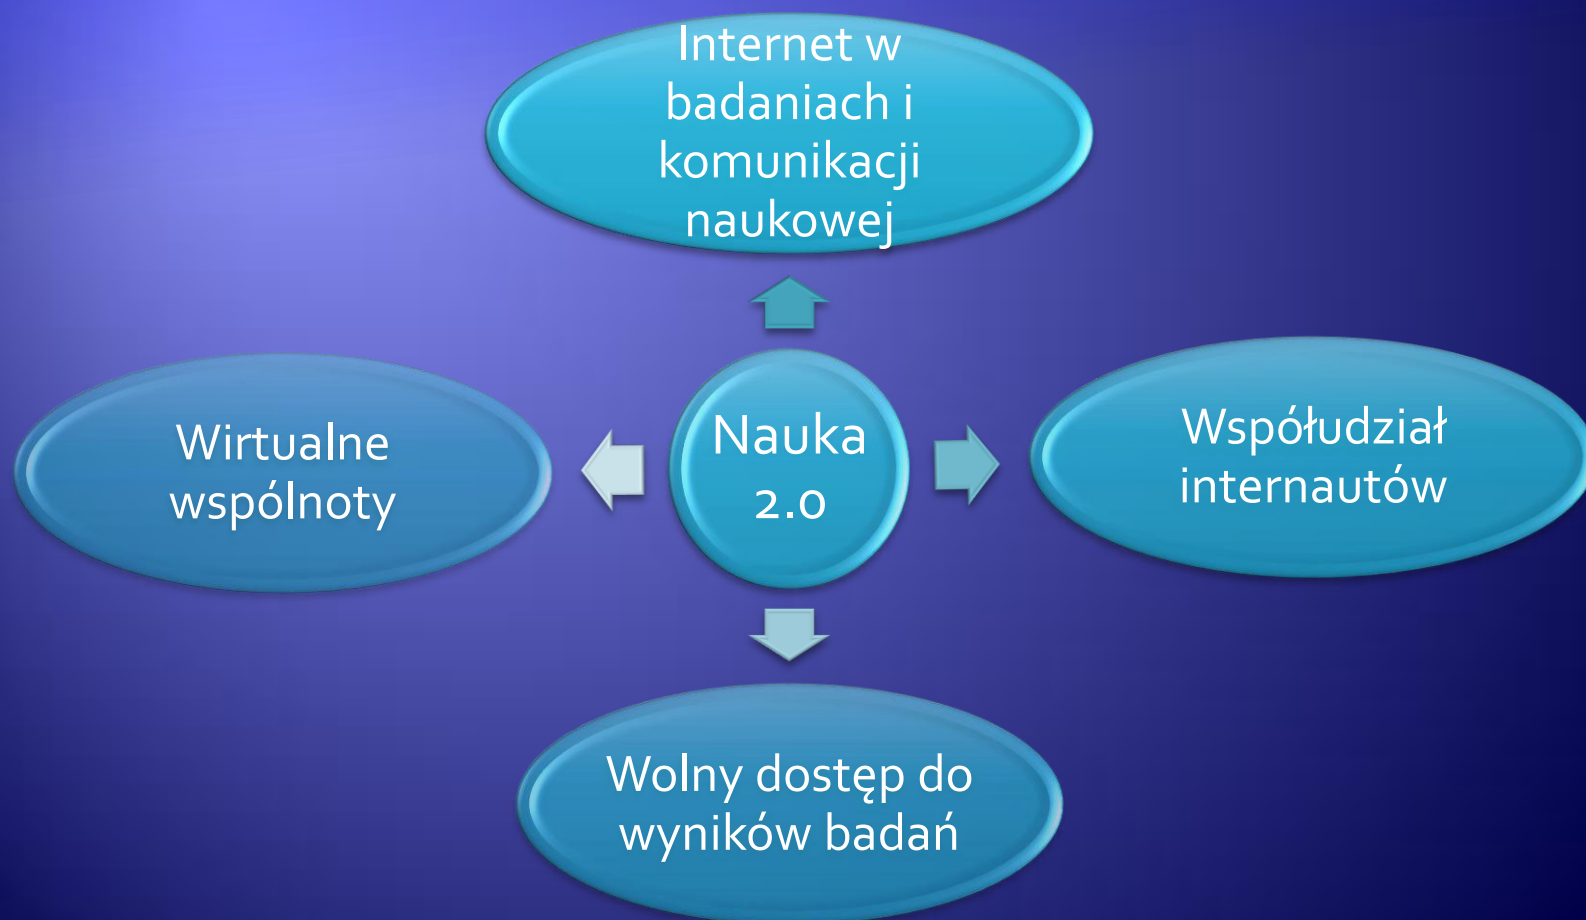 Internet w
badaniach i
komunikacji
naukowej
Wirtualne
wspólnoty
Nauka
2.0
Współudział
internautów
Wolny dostęp do
wyników badań